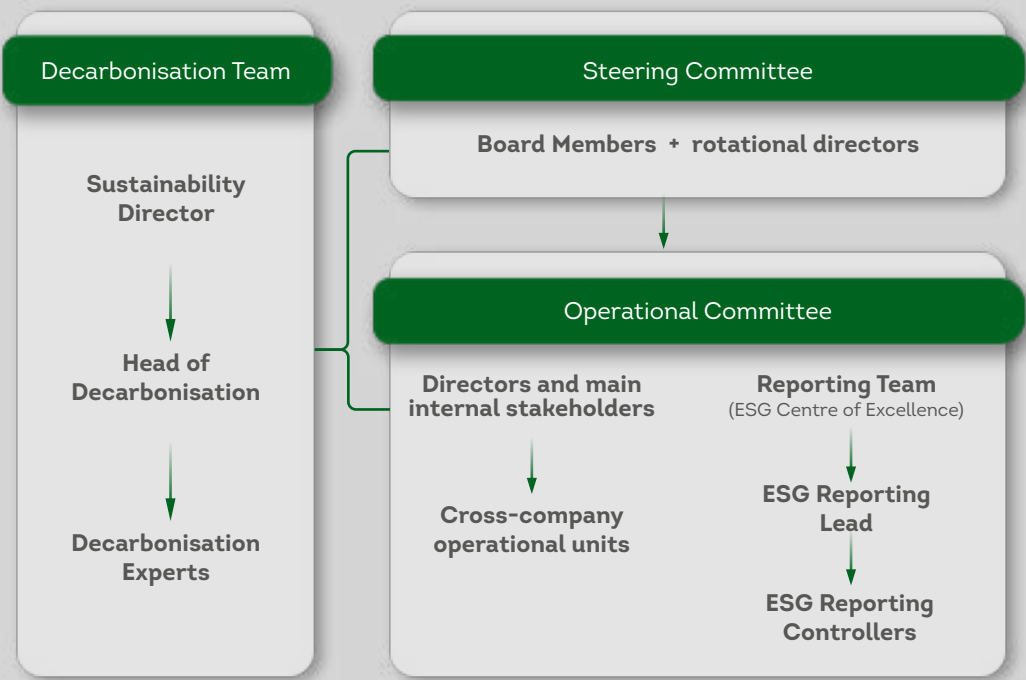 Decarbonisation Team
Sustainability
Director
Head of
Decarbonisation
Decarbonisation
Experts
Steering Committee
Board Members + rotational directors
Operational Committee
Directors and main
internal stakeholders
Cross-company
operational units
Reporting Team
(ESG Centre of Excellence)
ESG Reporting
Lead
ESG Reporting
Controllers